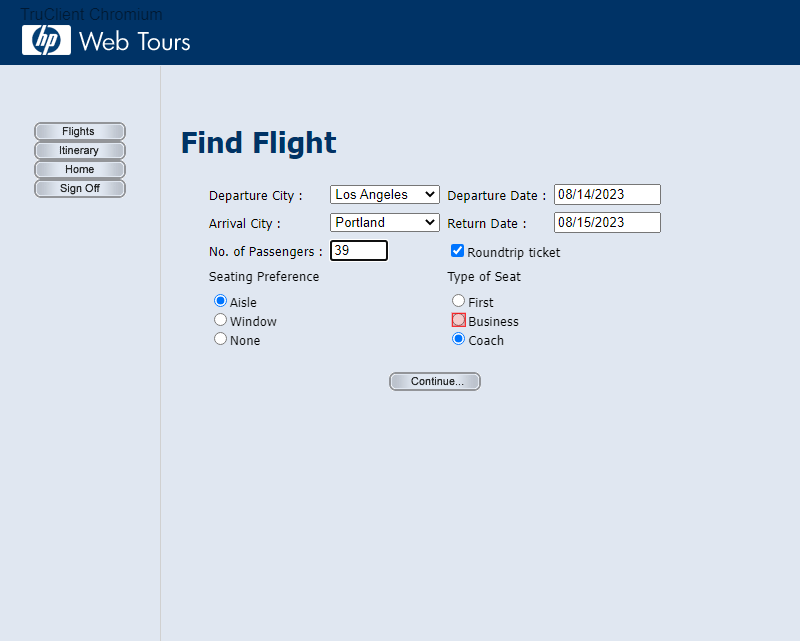 TruClient Chromium
hp Web Tours
Flights
Itinerary
Home
Sign Off
Find Flight
Departure City : Los Angeles Departure Date : 08/14/2023
Arrival City : Portland Return Date : 08/15/2023
No. of Passengers : 39 Roundtrip ticket
Seating Preference Type of Seat
Aisle First
Window Business
None Coach
Continue...